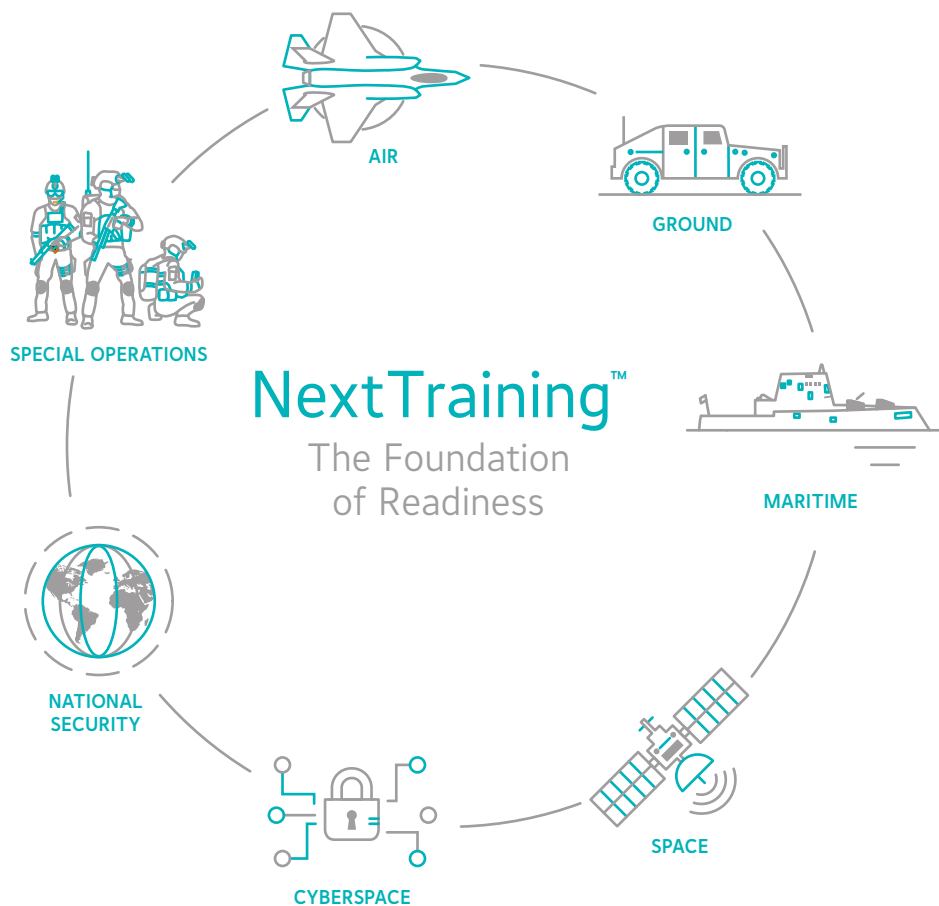 AIR
GROUND
SPECIAL OPERATIONS
NextTraining™
The Foundation
of Readiness
MARITIME
NATIONAL
SECURITY
SPACE
CYBERSPACE